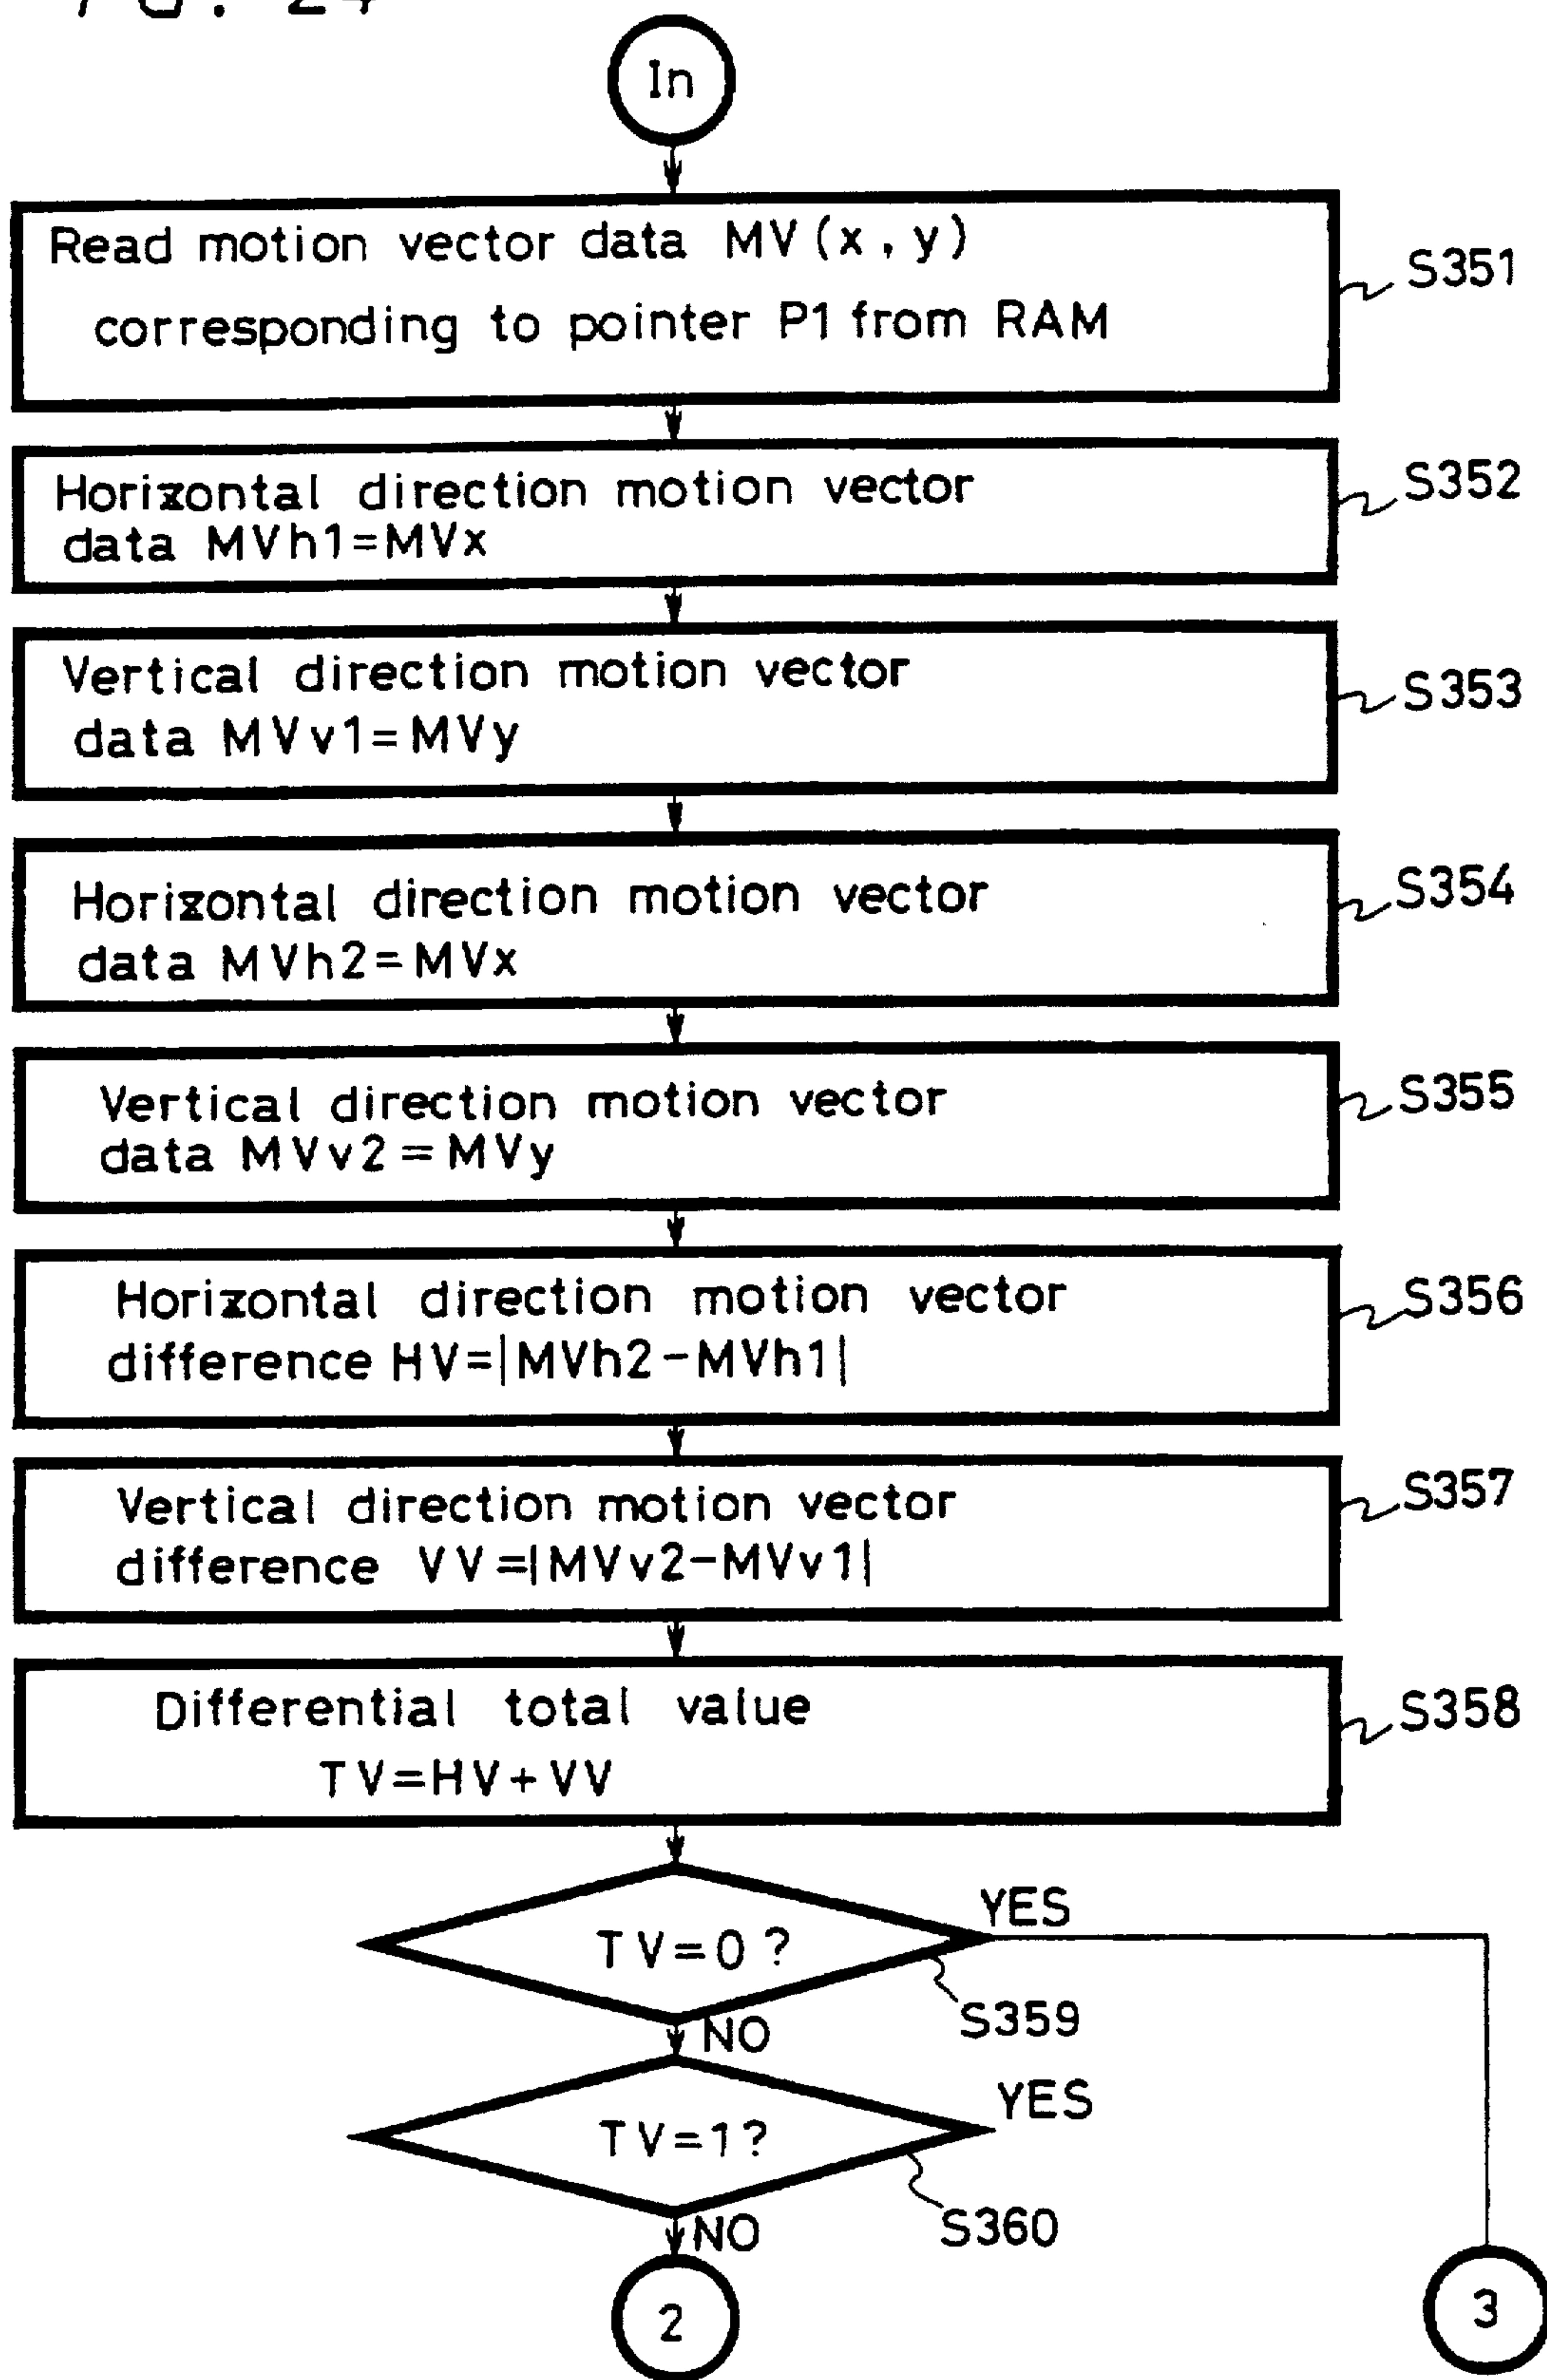 In
Read motion vector data MV(x, y)
corresponding to pointer P1 from RAM
S351
Horizontal direction motion vector
data MVh1=MVx
S352
Vertical direction motion vector
data MVv1=MVy
S353
Horizontal direction motion vector
data MVh2=MVx
S354
Vertical direction motion vector
data MVv2=MVy
S355
Horizontal direction motion vector
difference HV=|MVh2-MVh1|
S356
Vertical direction motion vector
difference VV=|MVv2-MVv1|
S357
Differential total value
TV=HV+VV
S358
TV=0?
YES
S359
NO
TV=1?
YES
S360
NO
2
3